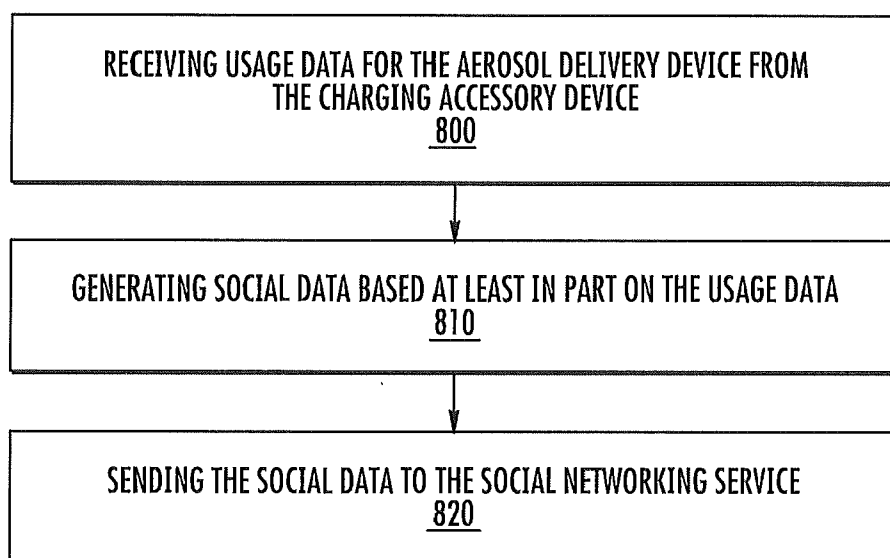 RECEIVING USAGE DATA FOR THE AEROSOL DELIVERY DEVICE FROM
THE CHARGING ACCESSORY DEVICE
800
GENERATING SOCIAL DATA BASED AT LEAST IN PART ON THE USAGE DATA
810
SENDING THE SOCIAL DATA TO THE SOCIAL NETWORKING SERVICE
820